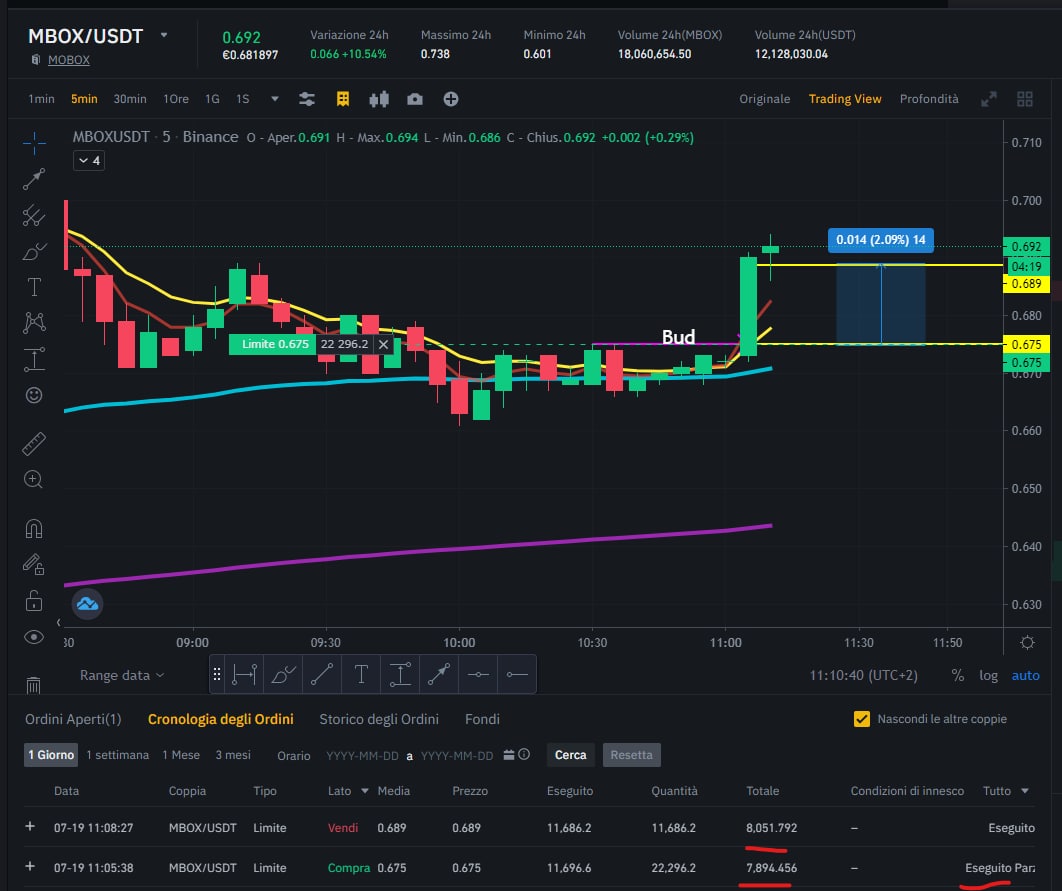 MBOX/USDT
MOBOX
0.692
€0.681897
Variazione 24h
0.066 +10.54%
Massimo 24h
0.738
Minimo 24h
0.601
Volume 24h(MBOX)
18,060,654.50
Volume 24h(USDT)
12,128,030.04
1min 5min 30min 1Ore 1G 1S
Originale Trading View Profondità
MBOXUSDT · 5 · Binance O - Aper.0.691 H - Max.0.694 L - Min.0.686 C - Chius.0.692 +0.002 (+0.29%)
4
0.710
0.700
0.014 (2.09%) 14
0.692
04:19
0.689
0.680
Bud
Limite 0.675 22 296.2
0.675
0.675
0.670
0.660
0.650
0.640
0.630
30 09:00 09:30 10:00 10:30 11:00 11:30 11:50
Range data
11:10:40 (UTC+2) % log auto
Ordini Aperti(1) Cronologia degli Ordini Storico degli Ordini Fondi
Nascondi le altre coppie
1 Giorno 1 settimana 1 Mese 3 mesi Orario YYYY-MM-DD a YYYY-MM-DD Cerca Resetta
Data Coppia Tipo Lato Media Prezzo Eseguito Quantità Totale Condizioni di innesco Tutto
+ 07-19 11:08:27 MBOX/USDT Limite Vendi 0.689 0.689 11,686.2 11,686.2 8,051.792 – Eseguito
+ 07-19 11:05:38 MBOX/USDT Limite Compra 0.675 0.675 11,696.6 22,296.2 7,894.456 – Eseguito Parz